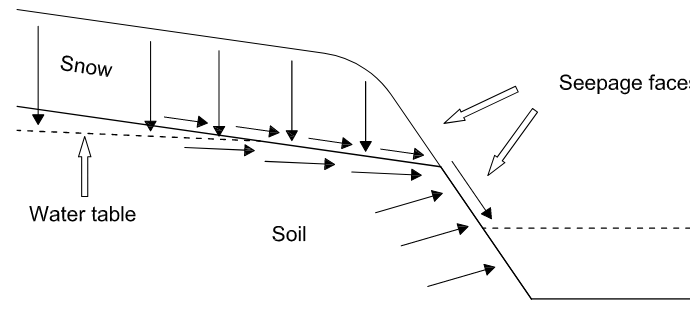 Snow
Seepage faces
Water table
Soil